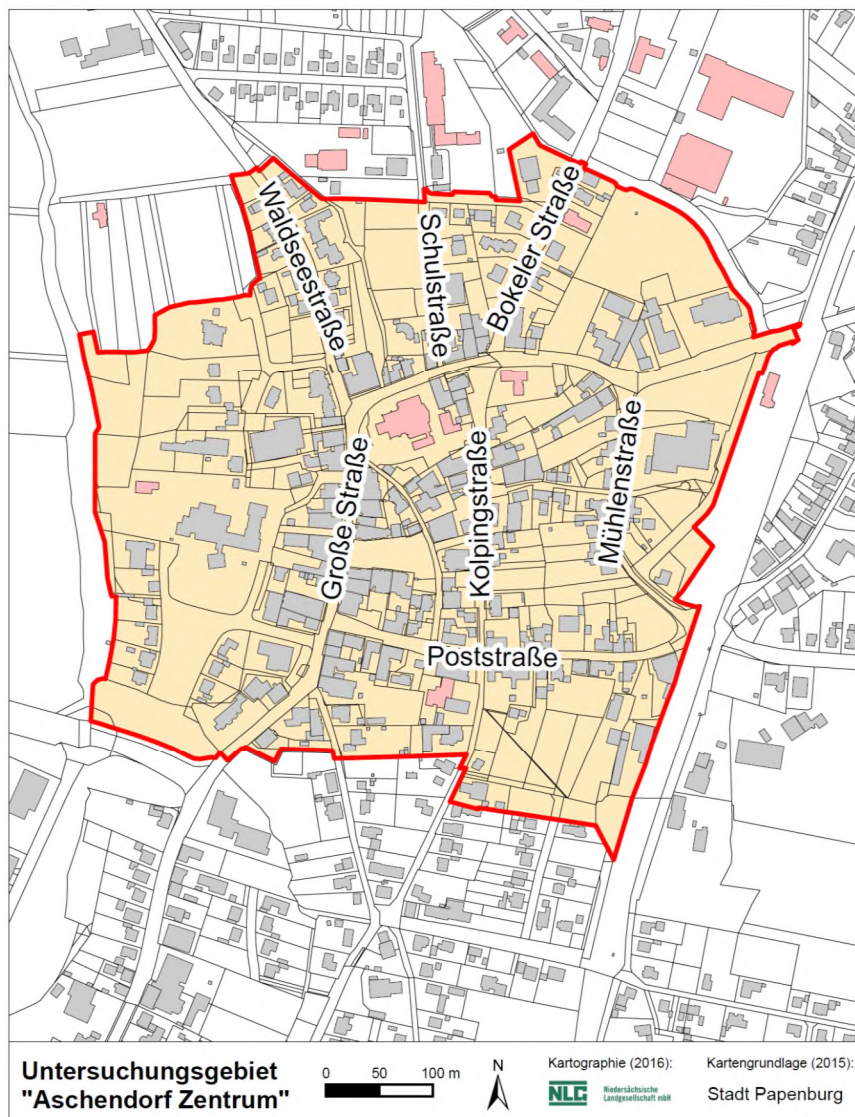 Waldseestraße
Schulstraße
Bokeler Straße
Große Straße
Kolpingstraße
Mühlenstraße
Poststraße
Untersuchungsgebiet
"Aschendorf Zentrum"
0 50 100 m
N
Kartographie (2016):
NLG Niedersächsische
Landgesellschaft mbH
Kartengrundlage (2015):
Stadt Papenburg